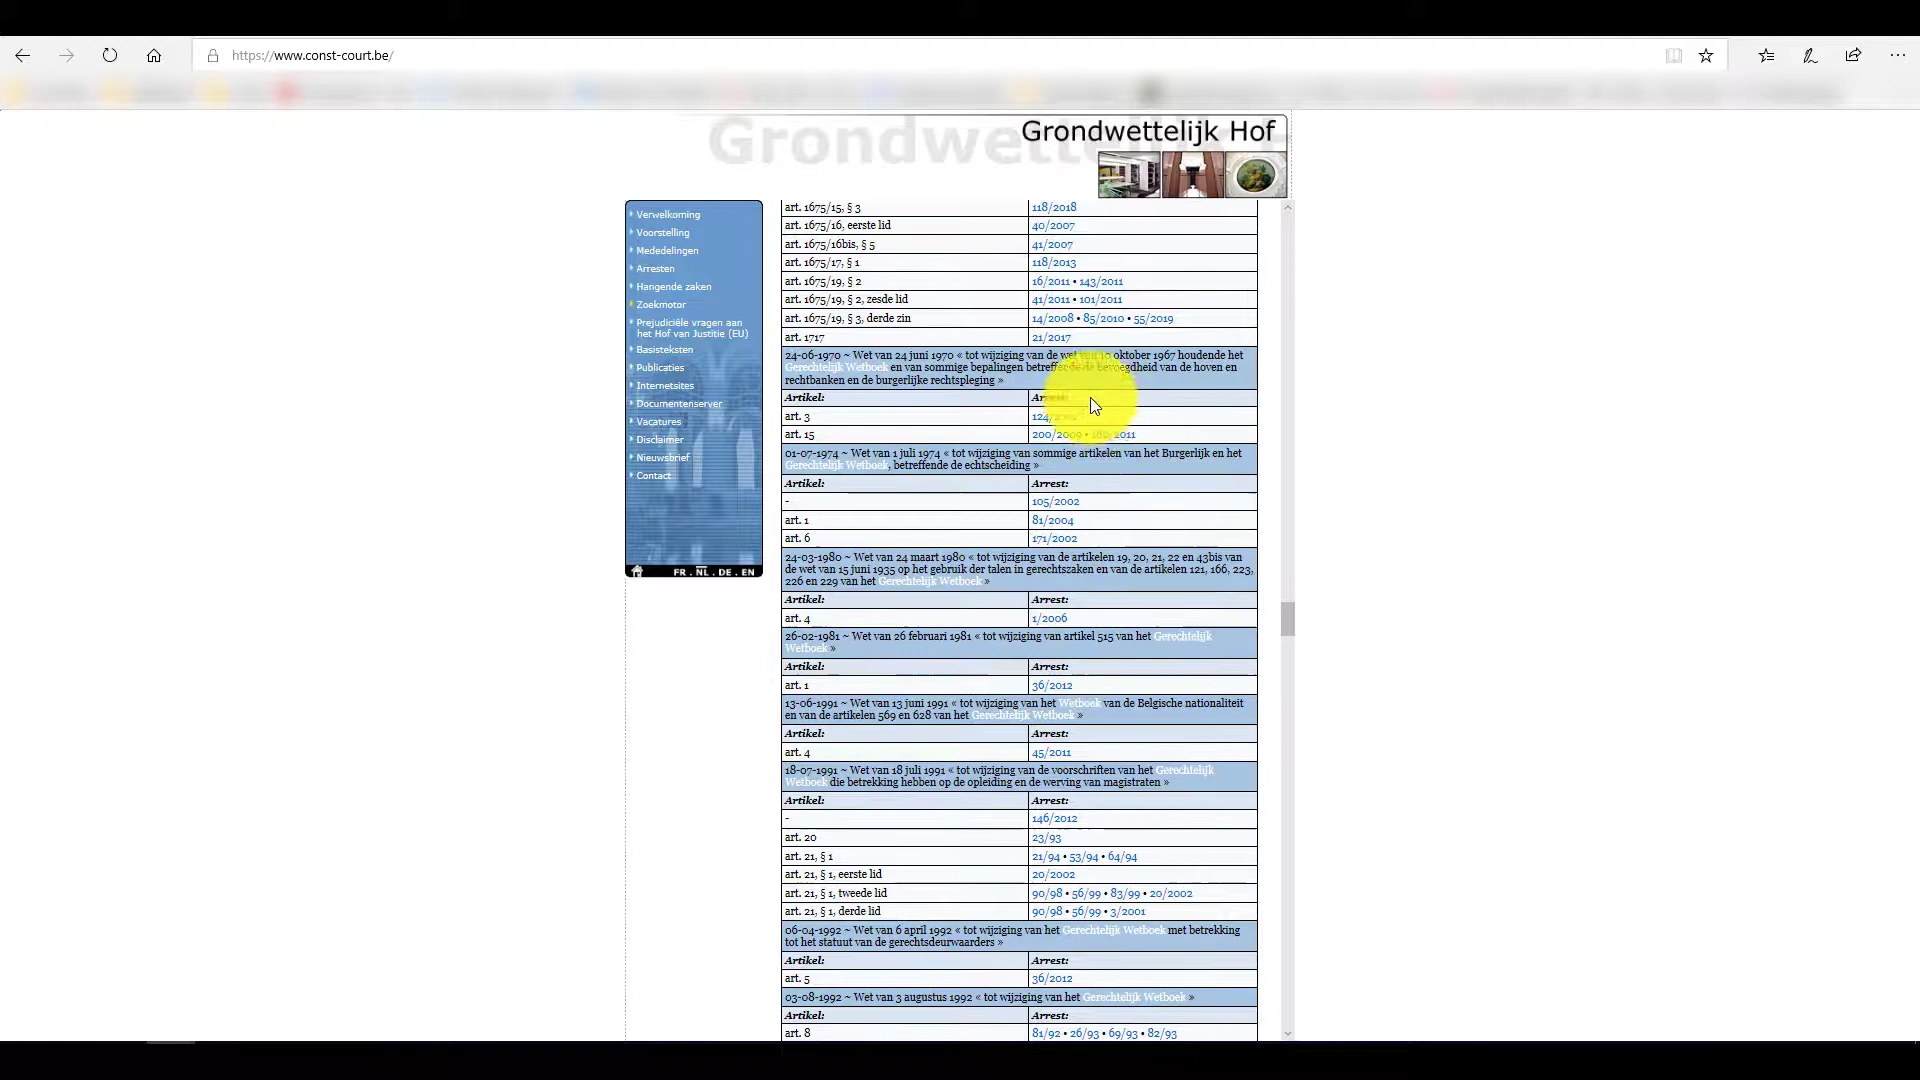 https://www.const-court.be/
Grondwettelijk Hof
Verwelkoming
Voorstelling
Mededelingen
Arresten
Hangende zaken
Zoekmotor
Prejudiciële vragen aan
het Hof van Justitie (EU)
Basisteksten
Publicaties
Internetsites
Documentenserver
Vacatures
Disclaimer
Nieuwsbrief
Contact
FR . NL . DE . EN
art. 1675/15, § 3 118/2018
art. 1675/16, eerste lid 40/2007
art. 1675/16bis, § 5 41/2007
art. 1675/17, § 1 118/2013
art. 1675/19, § 2 16/2011 • 143/2011
art. 1675/19, § 2, zesde lid 41/2011 • 101/2011
art. 1675/19, § 3, derde zin 14/2008 • 85/2010 • 55/2019
art. 1717 21/2017
24-06-1970 ~ Wet van 24 juni 1970 « tot wijziging van de wet van 10 oktober 1967 houdende het
Gerechtelijk Wetboek en van sommige bepalingen betreffende de bevoegdheid van de hoven en
rechtbanken en de burgerlijke rechtspleging »
Artikel: Arrest:
art. 3
art. 15 200/2009 •
01-07-1974 ~ Wet van 1 juli 1974 « tot wijziging van sommige artikelen van het Burgerlijk en het
Gerechtelijk Wetboek, betreffende de echtscheiding »
Artikel: Arrest:
- 105/2002
art. 1 81/2004
art. 6 171/2002
24-03-1980 ~ Wet van 24 maart 1980 « tot wijziging van de artikelen 19, 20, 21, 22 en 43bis van
de wet van 15 juni 1935 op het gebruik der talen in gerechtszaken en van de artikelen 121, 166, 223,
226 en 229 van het Gerechtelijk Wetboek »
Artikel: Arrest:
art. 4 1/2006
26-02-1981 ~ Wet van 26 februari 1981 « tot wijziging van artikel 515 van het Gerechtelijk
Wetboek »
Artikel: Arrest:
art. 1 36/2012
13-06-1991 ~ Wet van 13 juni 1991 « tot wijziging van het Wetboek van de Belgische nationaliteit
en van de artikelen 569 en 628 van het Gerechtelijk Wetboek »
Artikel: Arrest:
art. 4 45/2011
18-07-1991 ~ Wet van 18 juli 1991 « tot wijziging van de voorschriften van het Gerechtelijk
Wetboek die betrekking hebben op de opleiding en de werving van magistraten »
Artikel: Arrest:
- 146/2012
art. 20 23/93
art. 21, § 1 21/94 • 53/94 • 64/94
art. 21, § 1, eerste lid 20/2002
art. 21, § 1, tweede lid 90/98 • 56/99 • 83/99 • 20/2002
art. 21, § 1, derde lid 90/98 • 56/99 • 3/2001
06-04-1992 ~ Wet van 6 april 1992 « tot wijziging van het Gerechtelijk Wetboek met betrekking
tot het statuut van de gerechtsdeurwaarders »
Artikel: Arrest:
art. 5 36/2012
03-08-1992 ~ Wet van 3 augustus 1992 « tot wijziging van het Gerechtelijk Wetboek »
Artikel: Arrest:
art. 8 81/92 • 26/93 • 69/93 • 82/93